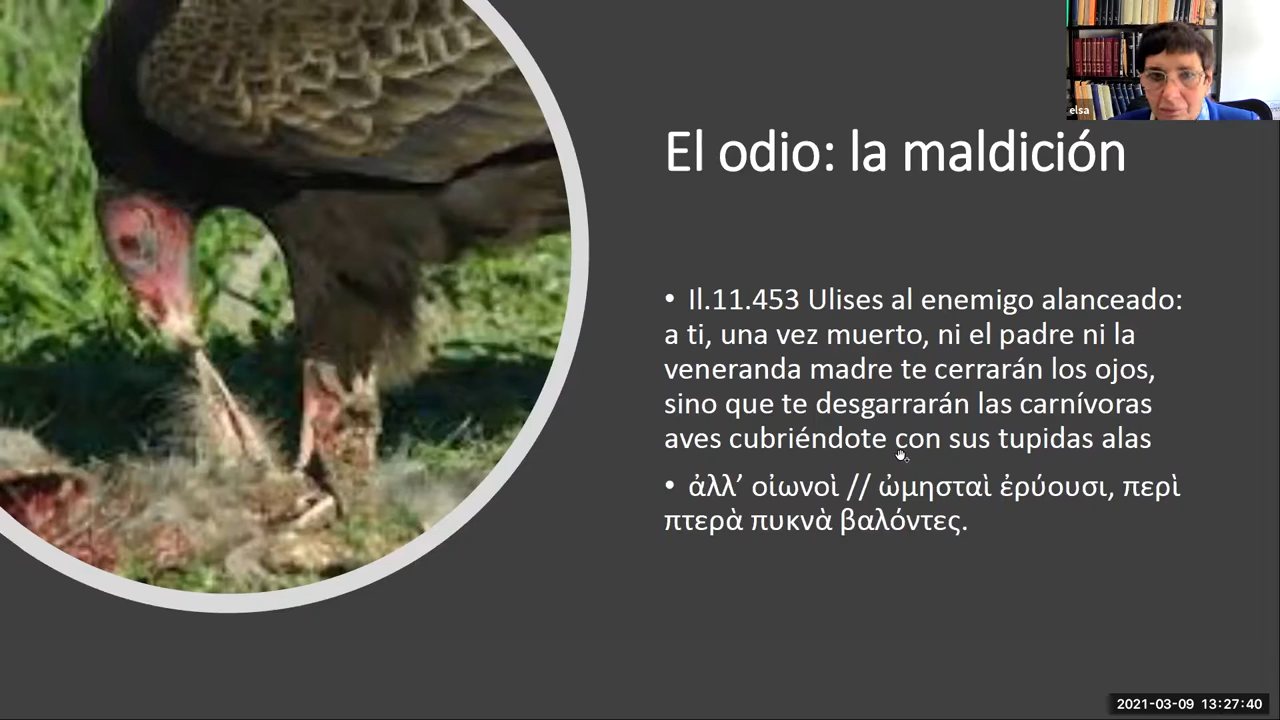 elsa
El odio: la maldición
• Il.11.453 Ulises al enemigo alanceado:
a ti, una vez muerto, ni el padre ni la
veneranda madre te cerrarán los ojos,
sino que te desgarrarán las carnívoras
aves cubriéndote con sus tupidas alas
• ἀλλ’ οἰωνοὶ // ὠμησταὶ ἐρύουσι, περὶ
πτερὰ πυκνὰ βαλόντες.
2021-03-09 13:27:40